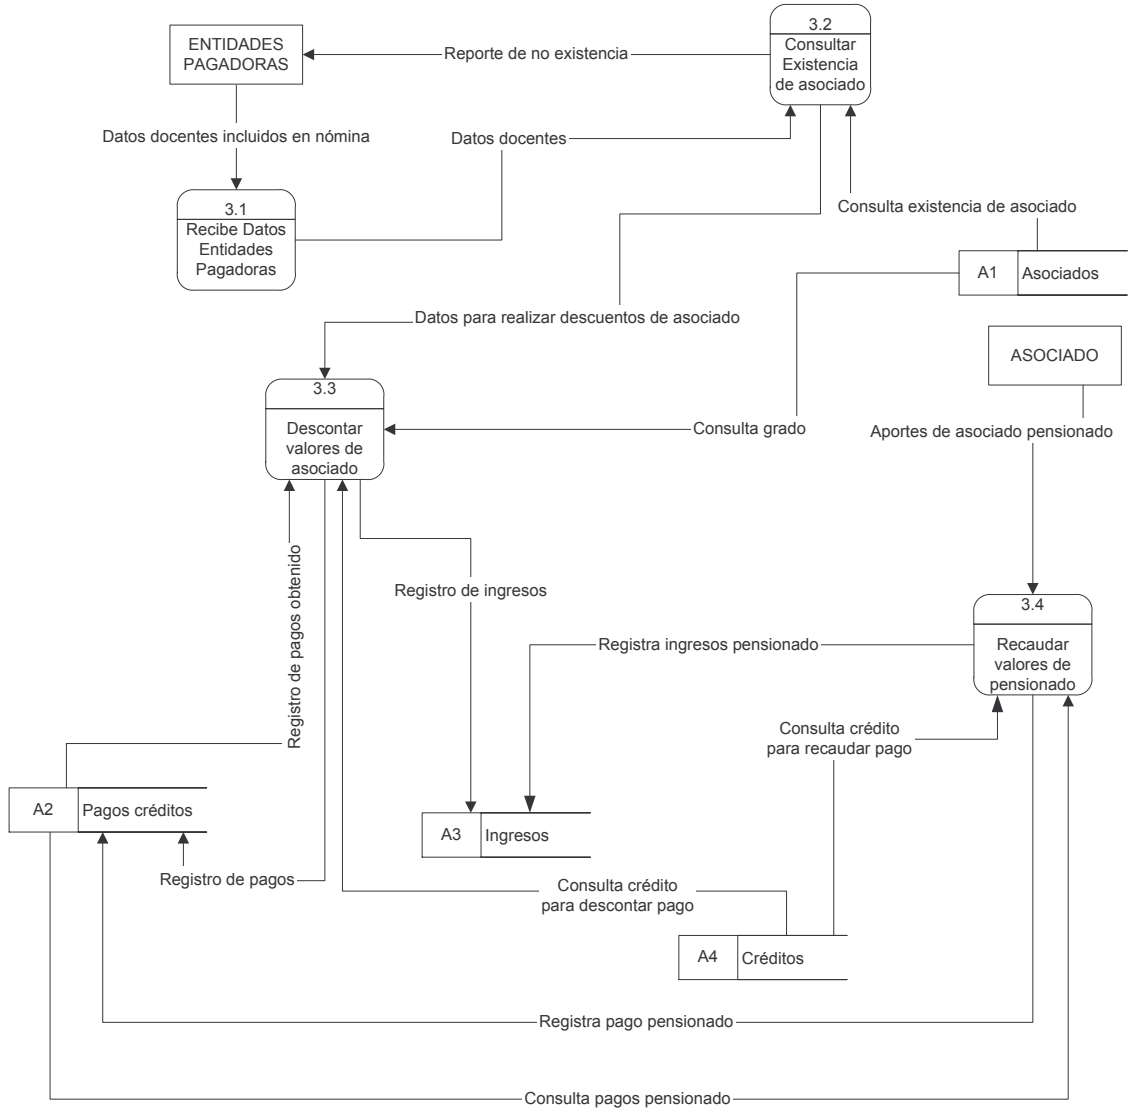 3.2
Consultar
Existencia
de asociado
ENTIDADES
PAGADORAS
Reporte de no existencia
Datos docentes incluidos en nómina
Datos docentes
3.1
Recibe Datos
Entidades
Pagadoras
Consulta existencia de asociado
A1
Asociados
Datos para realizar descuentos de asociado
ASOCIADO
3.3
Descontar
valores de
asociado
Consulta grado
Aportes de asociado pensionado
Registro de pagos obtenido
Registro de ingresos
3.4
Recaudar
valores de
pensionado
Registra ingresos pensionado
Consulta crédito
para recaudar pago
A2
Pagos créditos
A3
Ingresos
Registro de pagos
Consulta crédito
para descontar pago
A4
Créditos
Registra pago pensionado
Consulta pagos pensionado